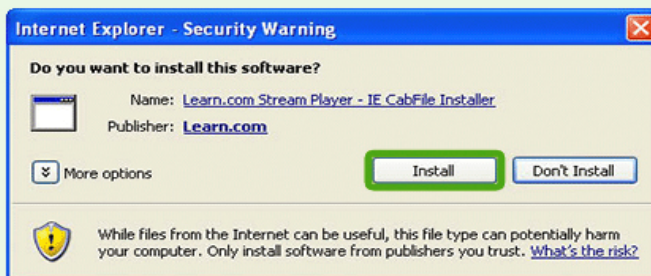 Internet Explorer - Security Warning
Do you want to install this software?
Name: Learn.com Stream Player - IE CabFile Installer
Publisher: Learn.com
More options
Install
Don't Install
While files from the Internet can be useful, this file type can potentially harm
your computer. Only install software from publishers you trust. What's the risk?